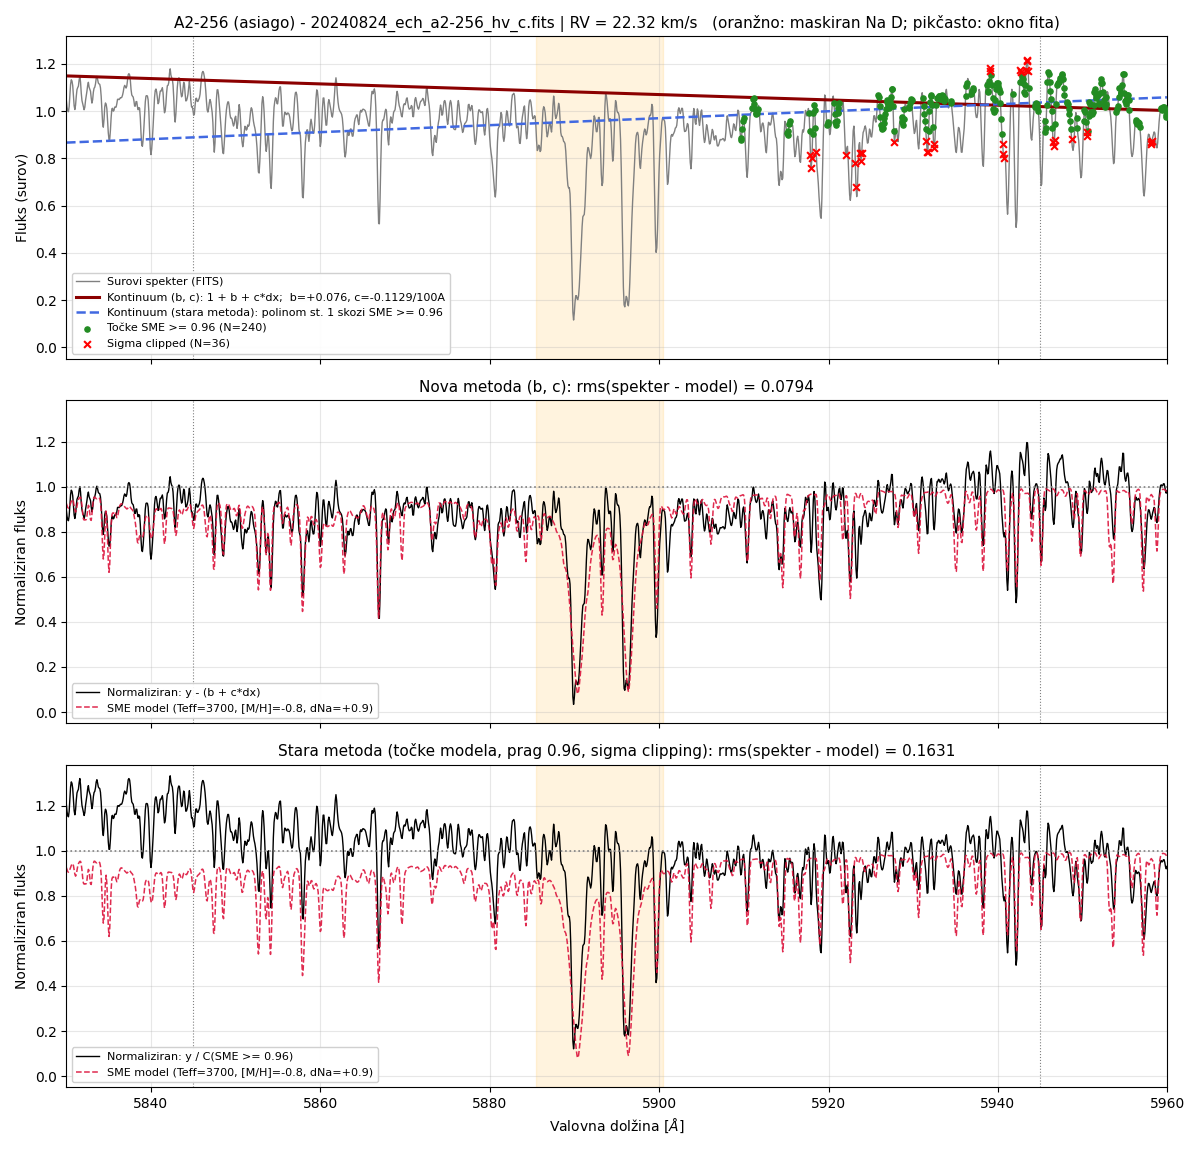 A2-256 (asiago) - 20240824_ech_a2-256_hv_c.fits | RV = 22.32 km/s   (oranžno: maskiran Na D; pikčasto: okno fita)
1.2
1.0
0.8
0.6
0.4
0.2
0.0
Fluks (surov)
Surovi spekter (FITS)
Kontinuum (b, c): 1 + b + c*dx;  b=+0.076, c=-0.1129/100A
Kontinuum (stara metoda): polinom st. 1 skozi SME >= 0.96
Točke SME >= 0.96 (N=240)
Sigma clipped (N=36)
Nova metoda (b, c): rms(spekter - model) = 0.0794
1.2
1.0
0.8
0.6
0.4
0.2
0.0
Normaliziran fluks
Normaliziran: y - (b + c*dx)
SME model (Teff=3700, [M/H]=-0.8, dNa=+0.9)
Stara metoda (točke modela, prag 0.96, sigma clipping): rms(spekter - model) = 0.1631
1.2
1.0
0.8
0.6
0.4
0.2
0.0
Normaliziran fluks
Normaliziran: y / C(SME >= 0.96)
SME model (Teff=3700, [M/H]=-0.8, dNa=+0.9)
5840 5860 5880 5900 5920 5940 5960
Valovna dolžina [Å]